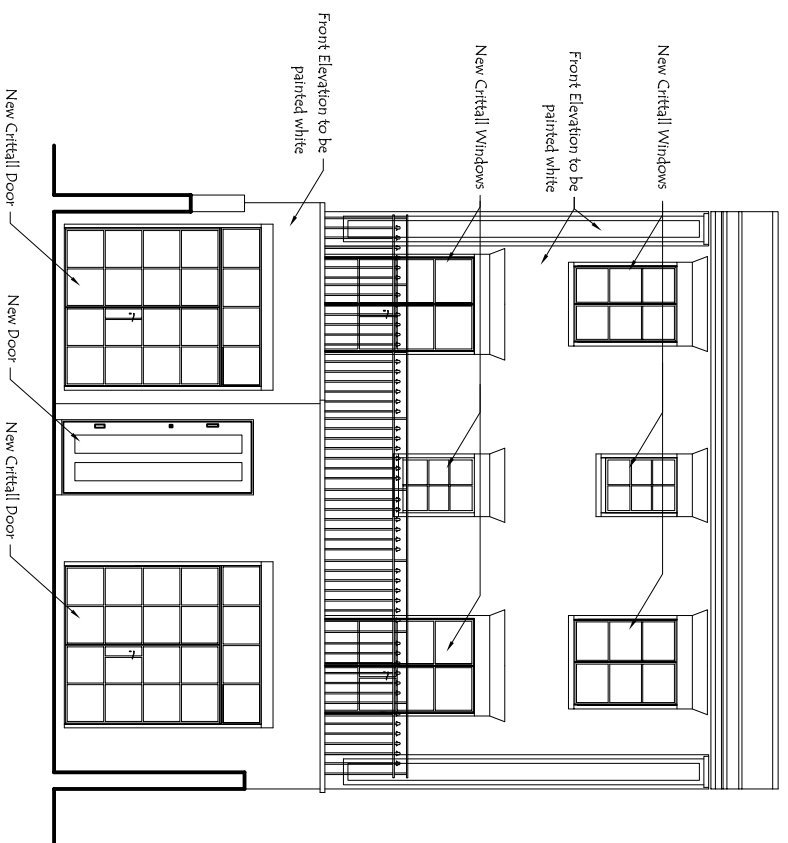 New Crittall Windows
Front Elevation to be
painted white
New Crittall Windows
Front Elevation to be
painted white
New Crittall Door
New Door
New Crittall Door